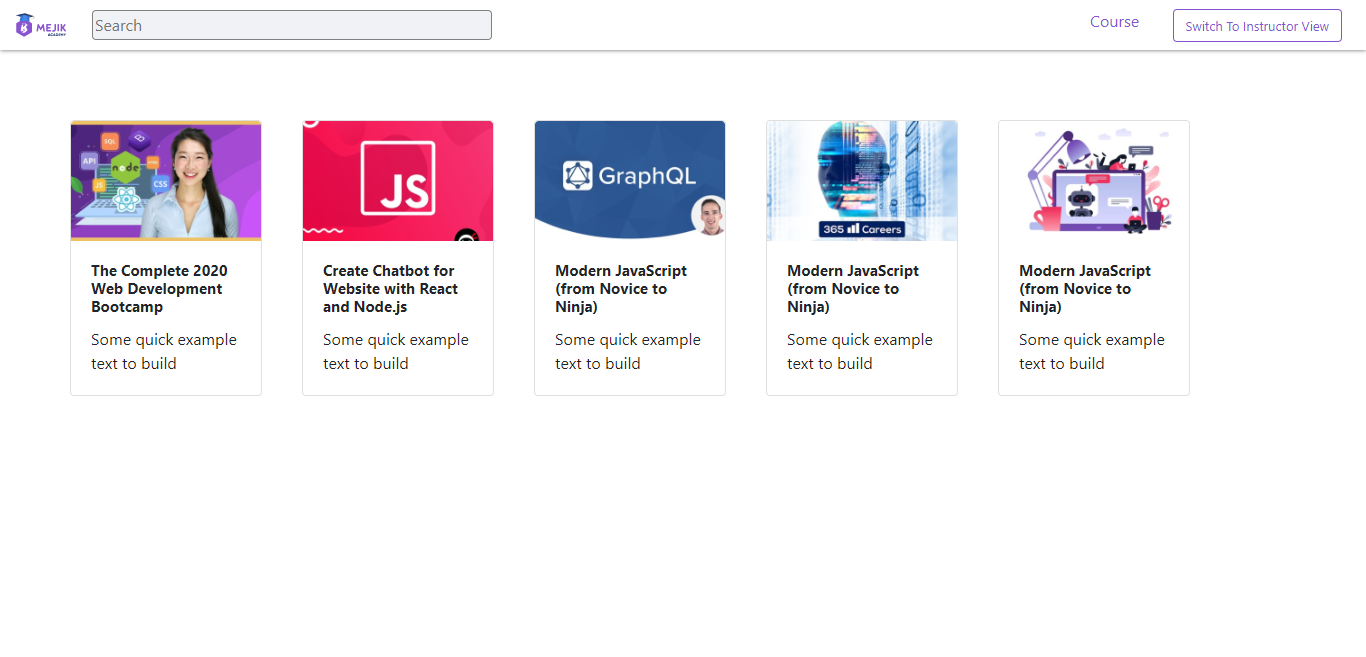 MEJIK
ACADEMY
Search
Course
Switch To Instructor View
SQL
API
node
JS
CSS
JS
GraphQL
365 Careers
The Complete 2020
Web Development
Bootcamp
Some quick example
text to build
Create Chatbot for
Website with React
and Node.js
Some quick example
text to build
Modern JavaScript
(from Novice to
Ninja)
Some quick example
text to build
Modern JavaScript
(from Novice to
Ninja)
Some quick example
text to build
Modern JavaScript
(from Novice to
Ninja)
Some quick example
text to build